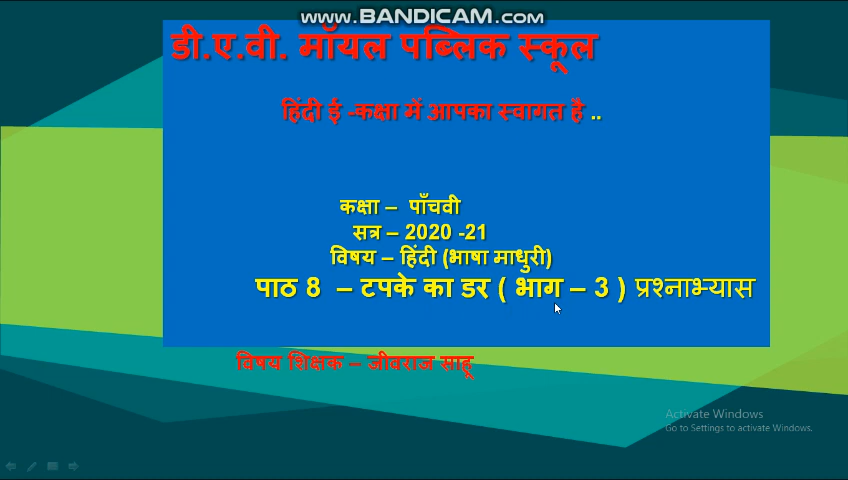 www.BANDICAM.com
डी.ए.वी. मॉयल पब्लिक स्कूल
हिंदी ई -कक्षा में आपका स्वागत है ..
कक्षा – पाँचवी
सत्र – 2020 -21
विषय – हिंदी (भाषा माधुरी)
पाठ 8 – टपके का डर ( भाग – 3 ) प्रश्नाभ्यास
विषय शिक्षक – जीवराज साहू
Activate Windows
Go to Settings to activate Windows.